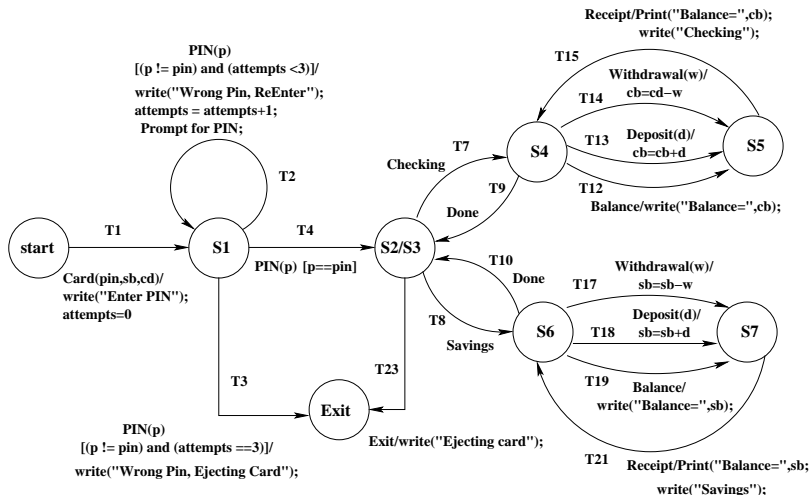 Receipt/Print("Balance=",cb);
write("Checking");
PIN(p)
[(p != pin) and (attempts <3)]/
write("Wrong Pin, ReEnter");
attempts = attempts+1;
Prompt for PIN;
T15
Withdrawal(w)/
cb=cd−w
T14
Deposit(d)/
cb=cb+d
T13
T12
Balance/write("Balance=",cb);
S4
S5
T7
Checking
T9
Done
T2
T1
T4
start
S1
S2/S3
PIN(p) [p==pin]
Card(pin,sb,cd)/
write("Enter PIN");
attempts=0
T10
Done
T8
Savings
T17
Withdrawal(w)/
sb=sb−w
Deposit(d)/
sb=sb+d
T18
S6
S7
T19
Balance/
write("Balance=",sb);
T3
T23
Exit
PIN(p)
[(p != pin) and (attempts ==3)]/
write("Wrong Pin, Ejecting Card");
Exit/write("Ejecting card");
T21
Receipt/Print("Balance=",sb;
write("Savings");